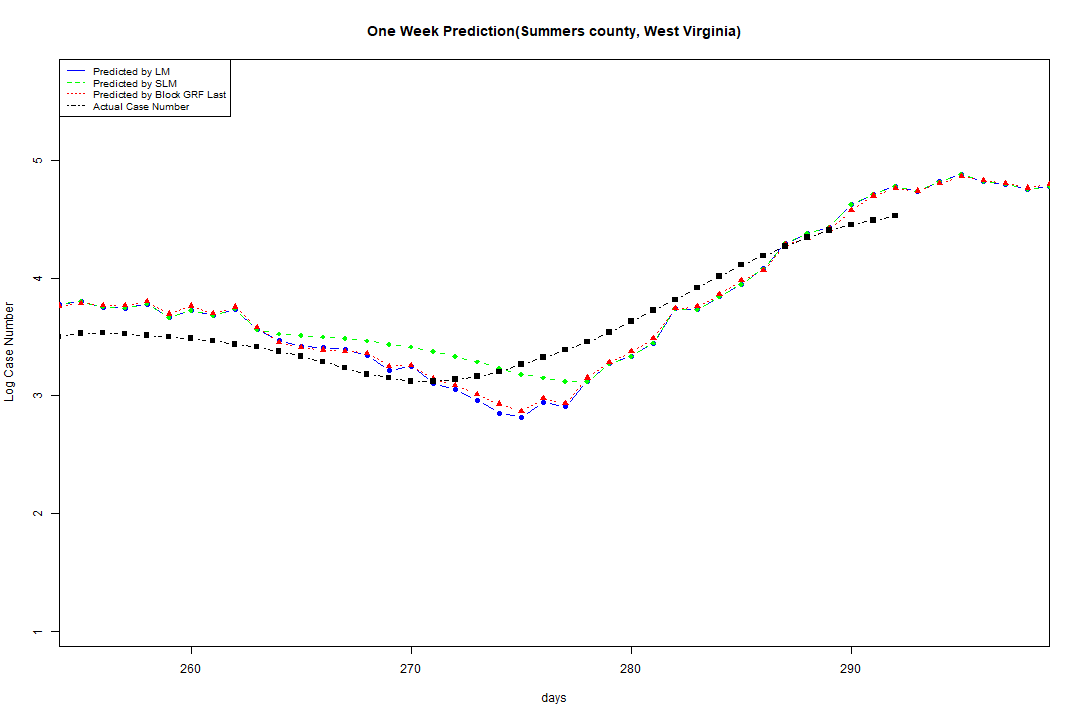 One Week Prediction(Summers county, West Virginia)
Predicted by LM
Predicted by SLM
Predicted by Block GRF Last
Actual Case Number
5
4
3
2
1
Log Case Number
260 270 280 290
days